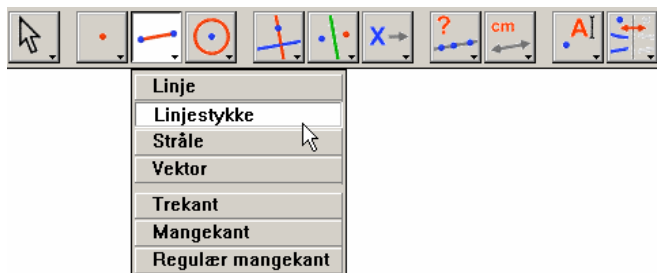 X
?
cm
A
Linje
Linjestykke
Stråle
Vektor
Trekant
Mangekant
Regulær mangekant